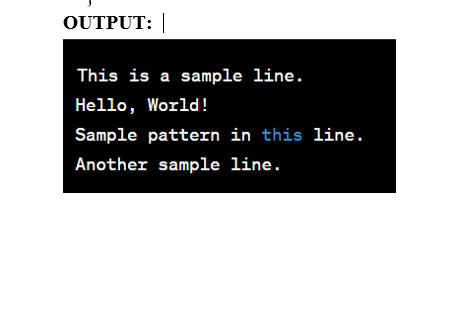 OUTPUT:
This is a sample line.
Hello, World!
Sample pattern in this line.
Another sample line.